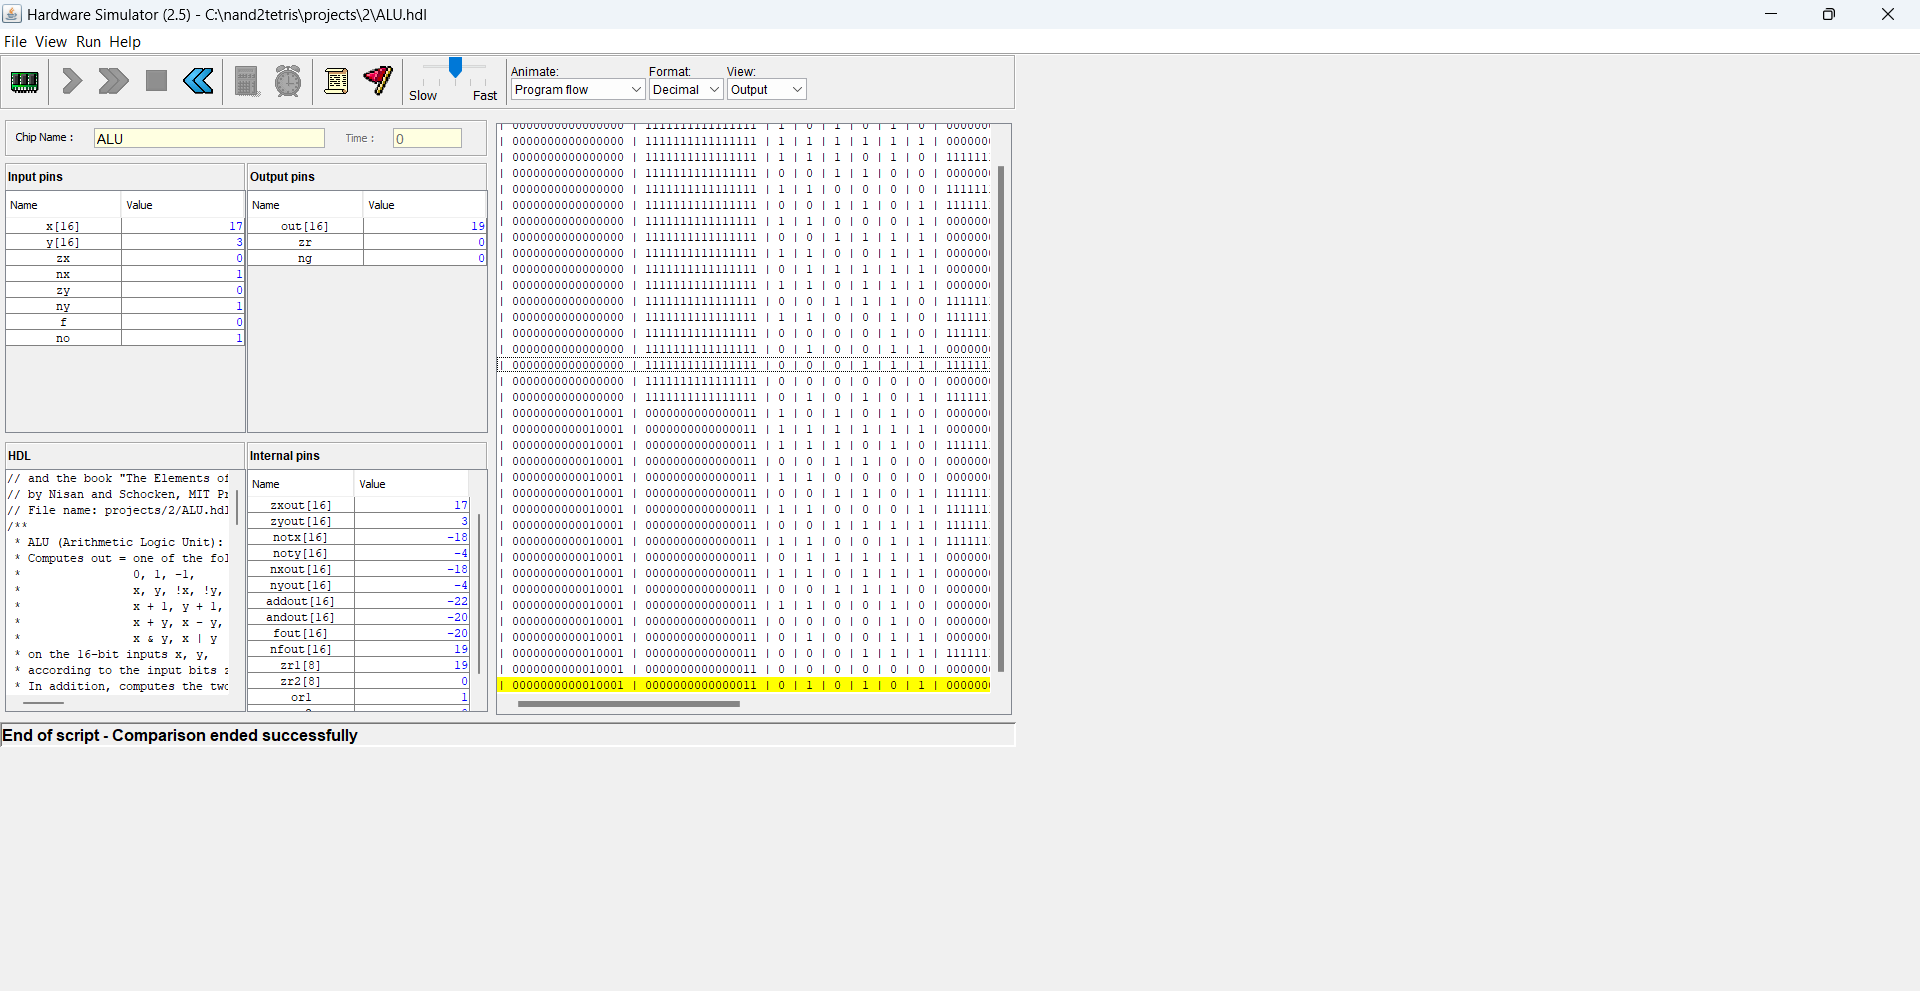 Hardware Simulator (2.5) - C:\nand2tetris\projects\2\ALU.hdl
File View Run Help
Slow Fast
Animate: Format: View:
Program flow Decimal Output
Chip Name : ALU Time : 0
Input pins
Name Value
x[16] 17
y[16] 3
zx 0
nx 1
zy 0
ny 1
f 0
no 1
Output pins
Name Value
out[16] 19
zr 0
ng 0
HDL
// and the book "The Elements of
// by Nisan and Schocken, MIT
// File name: projects/2/ALU.hdl
/**
* ALU (Arithmetic Logic Unit):
* Computes out = one of the
* 0, 1, -1,
* x, y, !x, !y,
* x + 1, y + 1,
* x + y, x - y,
* x & y, x | y
* on the 16-bit inputs x, y,
* according to the input bits
* In addition, computes the
Internal pins
Name Value
zxout[16] 17
zyout[16] 3
notx[16] -18
noty[16] -4
nxout[16] -18
nyout[16] -4
addout[16] -22
andout[16] -20
fout[16] -20
nfout[16] 19
zr1[8] 19
zr2[8] 0
or1 1
| 0000000000000000 | 1111111111111111 | 1 | 0 | 1 | 0 | 1 | 0 | 000000
| 0000000000000000 | 1111111111111111 | 1 | 1 | 1 | 1 | 1 | 1 | 000000
| 0000000000000000 | 1111111111111111 | 1 | 1 | 1 | 0 | 1 | 0 | 111111
| 0000000000000000 | 1111111111111111 | 0 | 0 | 1 | 1 | 0 | 0 | 000000
| 0000000000000000 | 1111111111111111 | 1 | 1 | 0 | 0 | 0 | 0 | 111111
| 0000000000000000 | 1111111111111111 | 0 | 0 | 1 | 1 | 0 | 1 | 111111
| 0000000000000000 | 1111111111111111 | 1 | 1 | 0 | 0 | 0 | 1 | 000000
| 0000000000000000 | 1111111111111111 | 0 | 0 | 1 | 1 | 1 | 1 | 000000
| 0000000000000000 | 1111111111111111 | 1 | 1 | 0 | 0 | 1 | 1 | 000000
| 0000000000000000 | 1111111111111111 | 0 | 1 | 1 | 1 | 1 | 1 | 000000
| 0000000000000000 | 1111111111111111 | 1 | 1 | 0 | 1 | 1 | 1 | 000000
| 0000000000000000 | 1111111111111111 | 0 | 0 | 1 | 1 | 1 | 0 | 111111
| 0000000000000000 | 1111111111111111 | 1 | 1 | 0 | 0 | 1 | 0 | 111111
| 0000000000000000 | 1111111111111111 | 0 | 0 | 0 | 0 | 1 | 0 | 111111
| 0000000000000000 | 1111111111111111 | 0 | 1 | 0 | 0 | 1 | 1 | 000000
| 0000000000000000 | 1111111111111111 | 0 | 0 | 0 | 1 | 1 | 1 | 111111
| 0000000000000000 | 1111111111111111 | 0 | 0 | 0 | 0 | 0 | 0 | 000000
| 0000000000000000 | 1111111111111111 | 0 | 1 | 0 | 1 | 0 | 1 | 111111
| 0000000000010001 | 0000000000000011 | 1 | 0 | 1 | 0 | 1 | 0 | 000000
| 0000000000010001 | 0000000000000011 | 1 | 1 | 1 | 1 | 1 | 1 | 000000
| 0000000000010001 | 0000000000000011 | 1 | 1 | 1 | 0 | 1 | 0 | 111111
| 0000000000010001 | 0000000000000011 | 0 | 0 | 1 | 1 | 0 | 0 | 000000
| 0000000000010001 | 0000000000000011 | 1 | 1 | 0 | 0 | 0 | 0 | 000000
| 0000000000010001 | 0000000000000011 | 0 | 0 | 1 | 1 | 0 | 1 | 111111
| 0000000000010001 | 0000000000000011 | 1 | 1 | 0 | 0 | 0 | 1 | 111111
| 0000000000010001 | 0000000000000011 | 0 | 0 | 1 | 1 | 1 | 1 | 111111
| 0000000000010001 | 0000000000000011 | 1 | 1 | 0 | 0 | 1 | 1 | 111111
| 0000000000010001 | 0000000000000011 | 0 | 1 | 1 | 1 | 1 | 1 | 000000
| 0000000000010001 | 0000000000000011 | 1 | 1 | 0 | 1 | 1 | 1 | 000000
| 0000000000010001 | 0000000000000011 | 0 | 0 | 1 | 1 | 1 | 0 | 000000
| 0000000000010001 | 0000000000000011 | 1 | 1 | 0 | 0 | 1 | 0 | 000000
| 0000000000010001 | 0000000000000011 | 0 | 0 | 0 | 0 | 1 | 0 | 000000
| 0000000000010001 | 0000000000000011 | 0 | 1 | 0 | 0 | 1 | 1 | 000000
| 0000000000010001 | 0000000000000011 | 0 | 0 | 0 | 1 | 1 | 1 | 111111
| 0000000000010001 | 0000000000000011 | 0 | 0 | 0 | 0 | 0 | 0 | 000000
| 0000000000010001 | 0000000000000011 | 0 | 1 | 0 | 1 | 0 | 1 | 000000
End of script - Comparison ended successfully